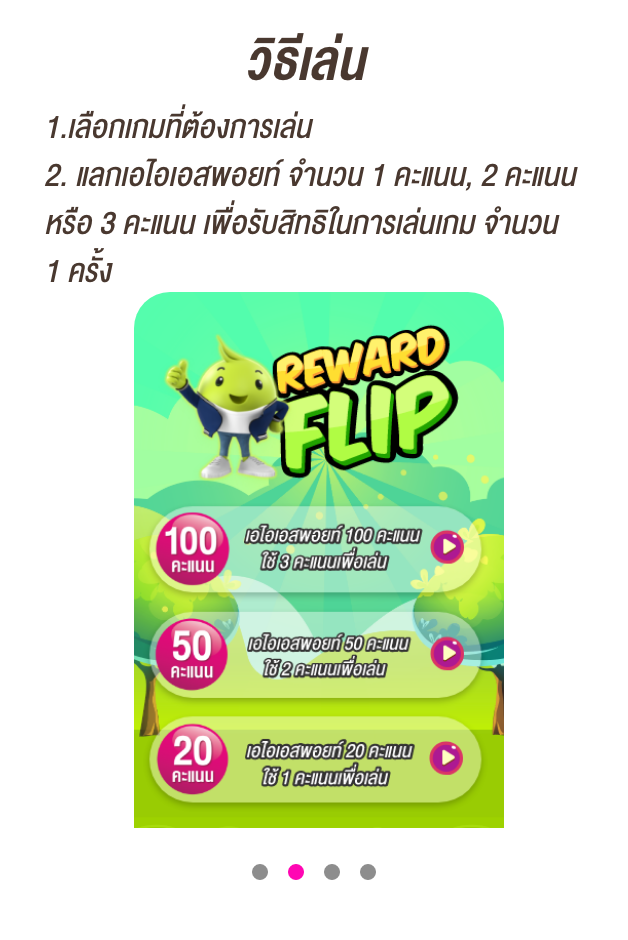 วิธีเล่น
1.เลือกเกมที่ต้องการเล่น
2. แลกเอไอเอสพอยท์ จำนวน 1 คะแนน, 2 คะแนน
หรือ 3 คะแนน เพื่อรับสิทธิในการเล่นเกม จำนวน
1 ครั้ง
REWARD
FLIP
100
คะแนน
เอไอเอสพอยท์ 100 คะแนน
ใช้ 3 คะแนนเพื่อเล่น
50
คะแนน
เอไอเอสพอยท์ 50 คะแนน
ใช้ 2 คะแนนเพื่อเล่น
20
คะแนน
เอไอเอสพอยท์ 20 คะแนน
ใช้ 1 คะแนนเพื่อเล่น